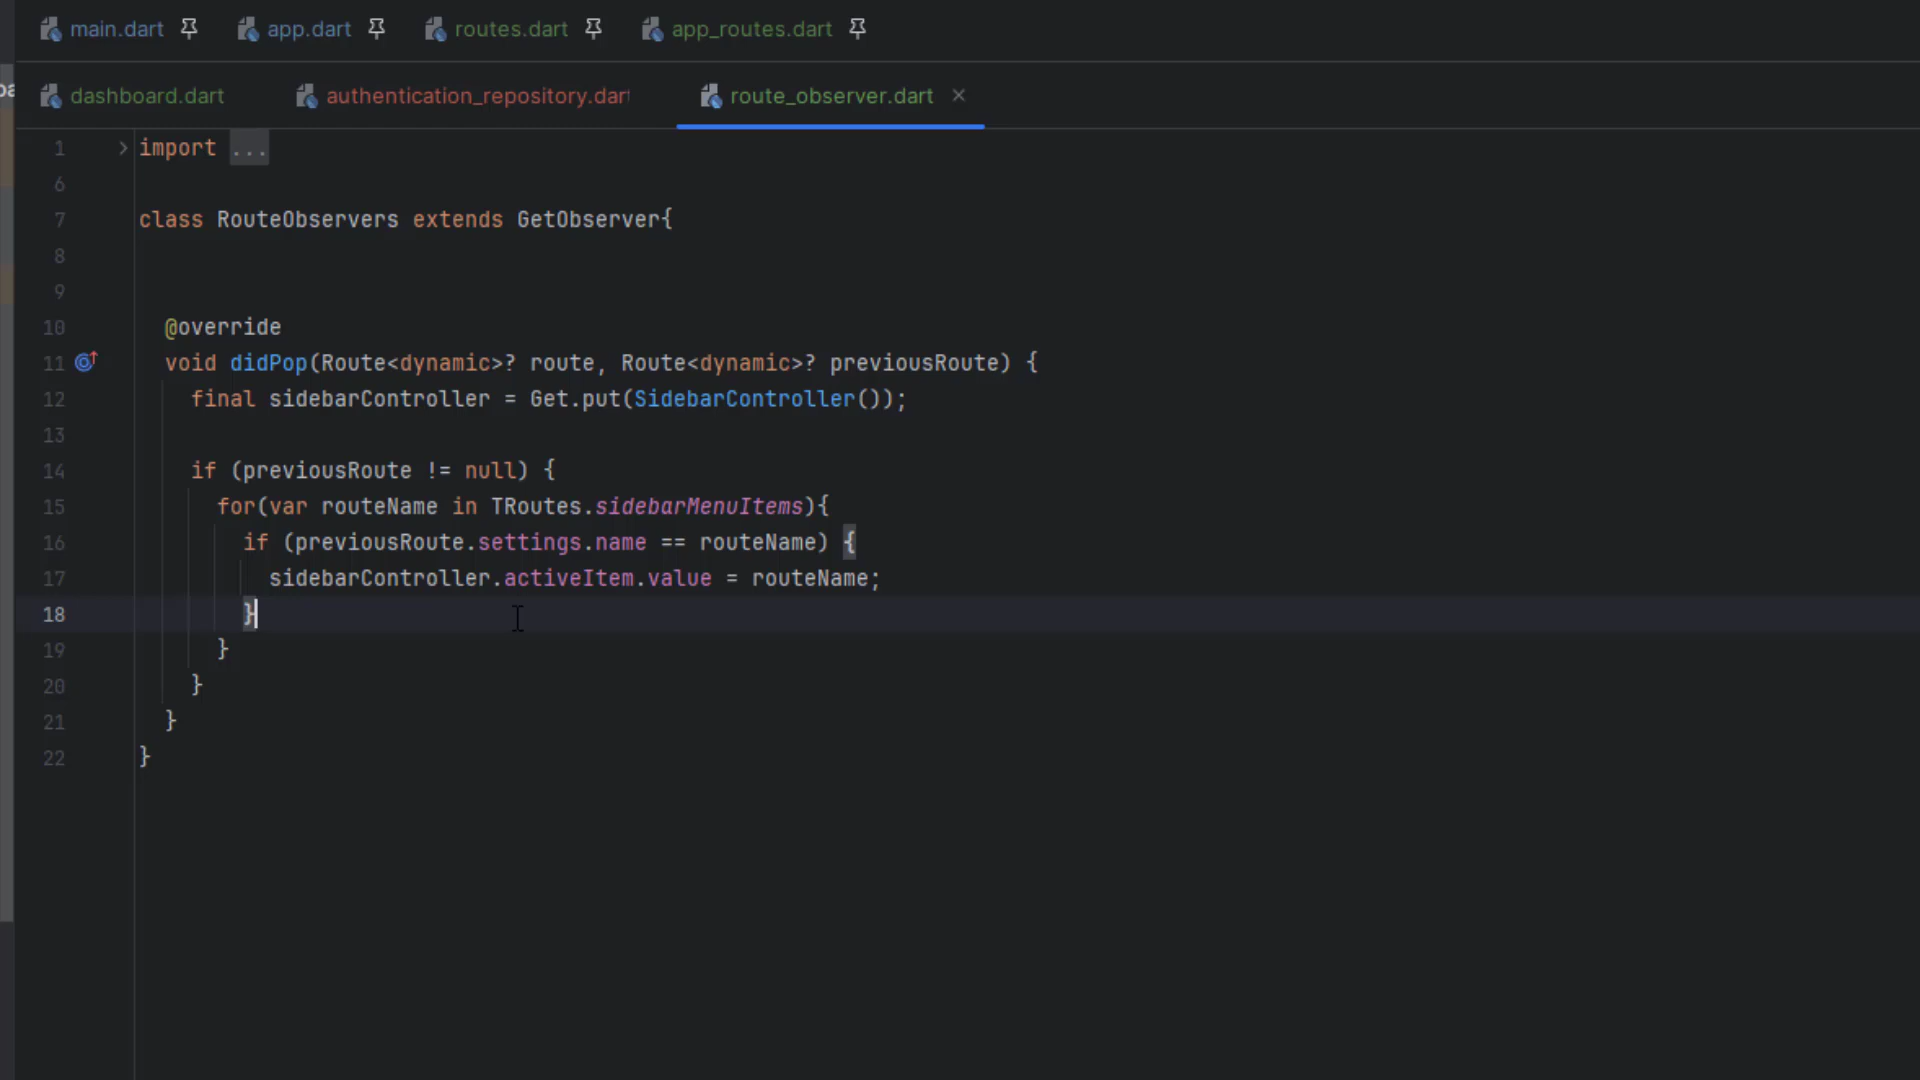 main.dart app.dart routes.dart app_routes.dart
dashboard.dart authentication_repository.dart route_observer.dart
1 import ...
6
7 class RouteObservers extends GetObserver{
8
9
10 @override
11 void didPop(Route<dynamic>? route, Route<dynamic>? previousRoute) {
12 final sidebarController = Get.put(SidebarController());
13
14 if (previousRoute != null) {
15 for(var routeName in TRoutes.sidebarMenuItems){
16 if (previousRoute.settings.name == routeName) {
17 sidebarController.activeItem.value = routeName;
18 }
19 }
20 }
21 }
22 }